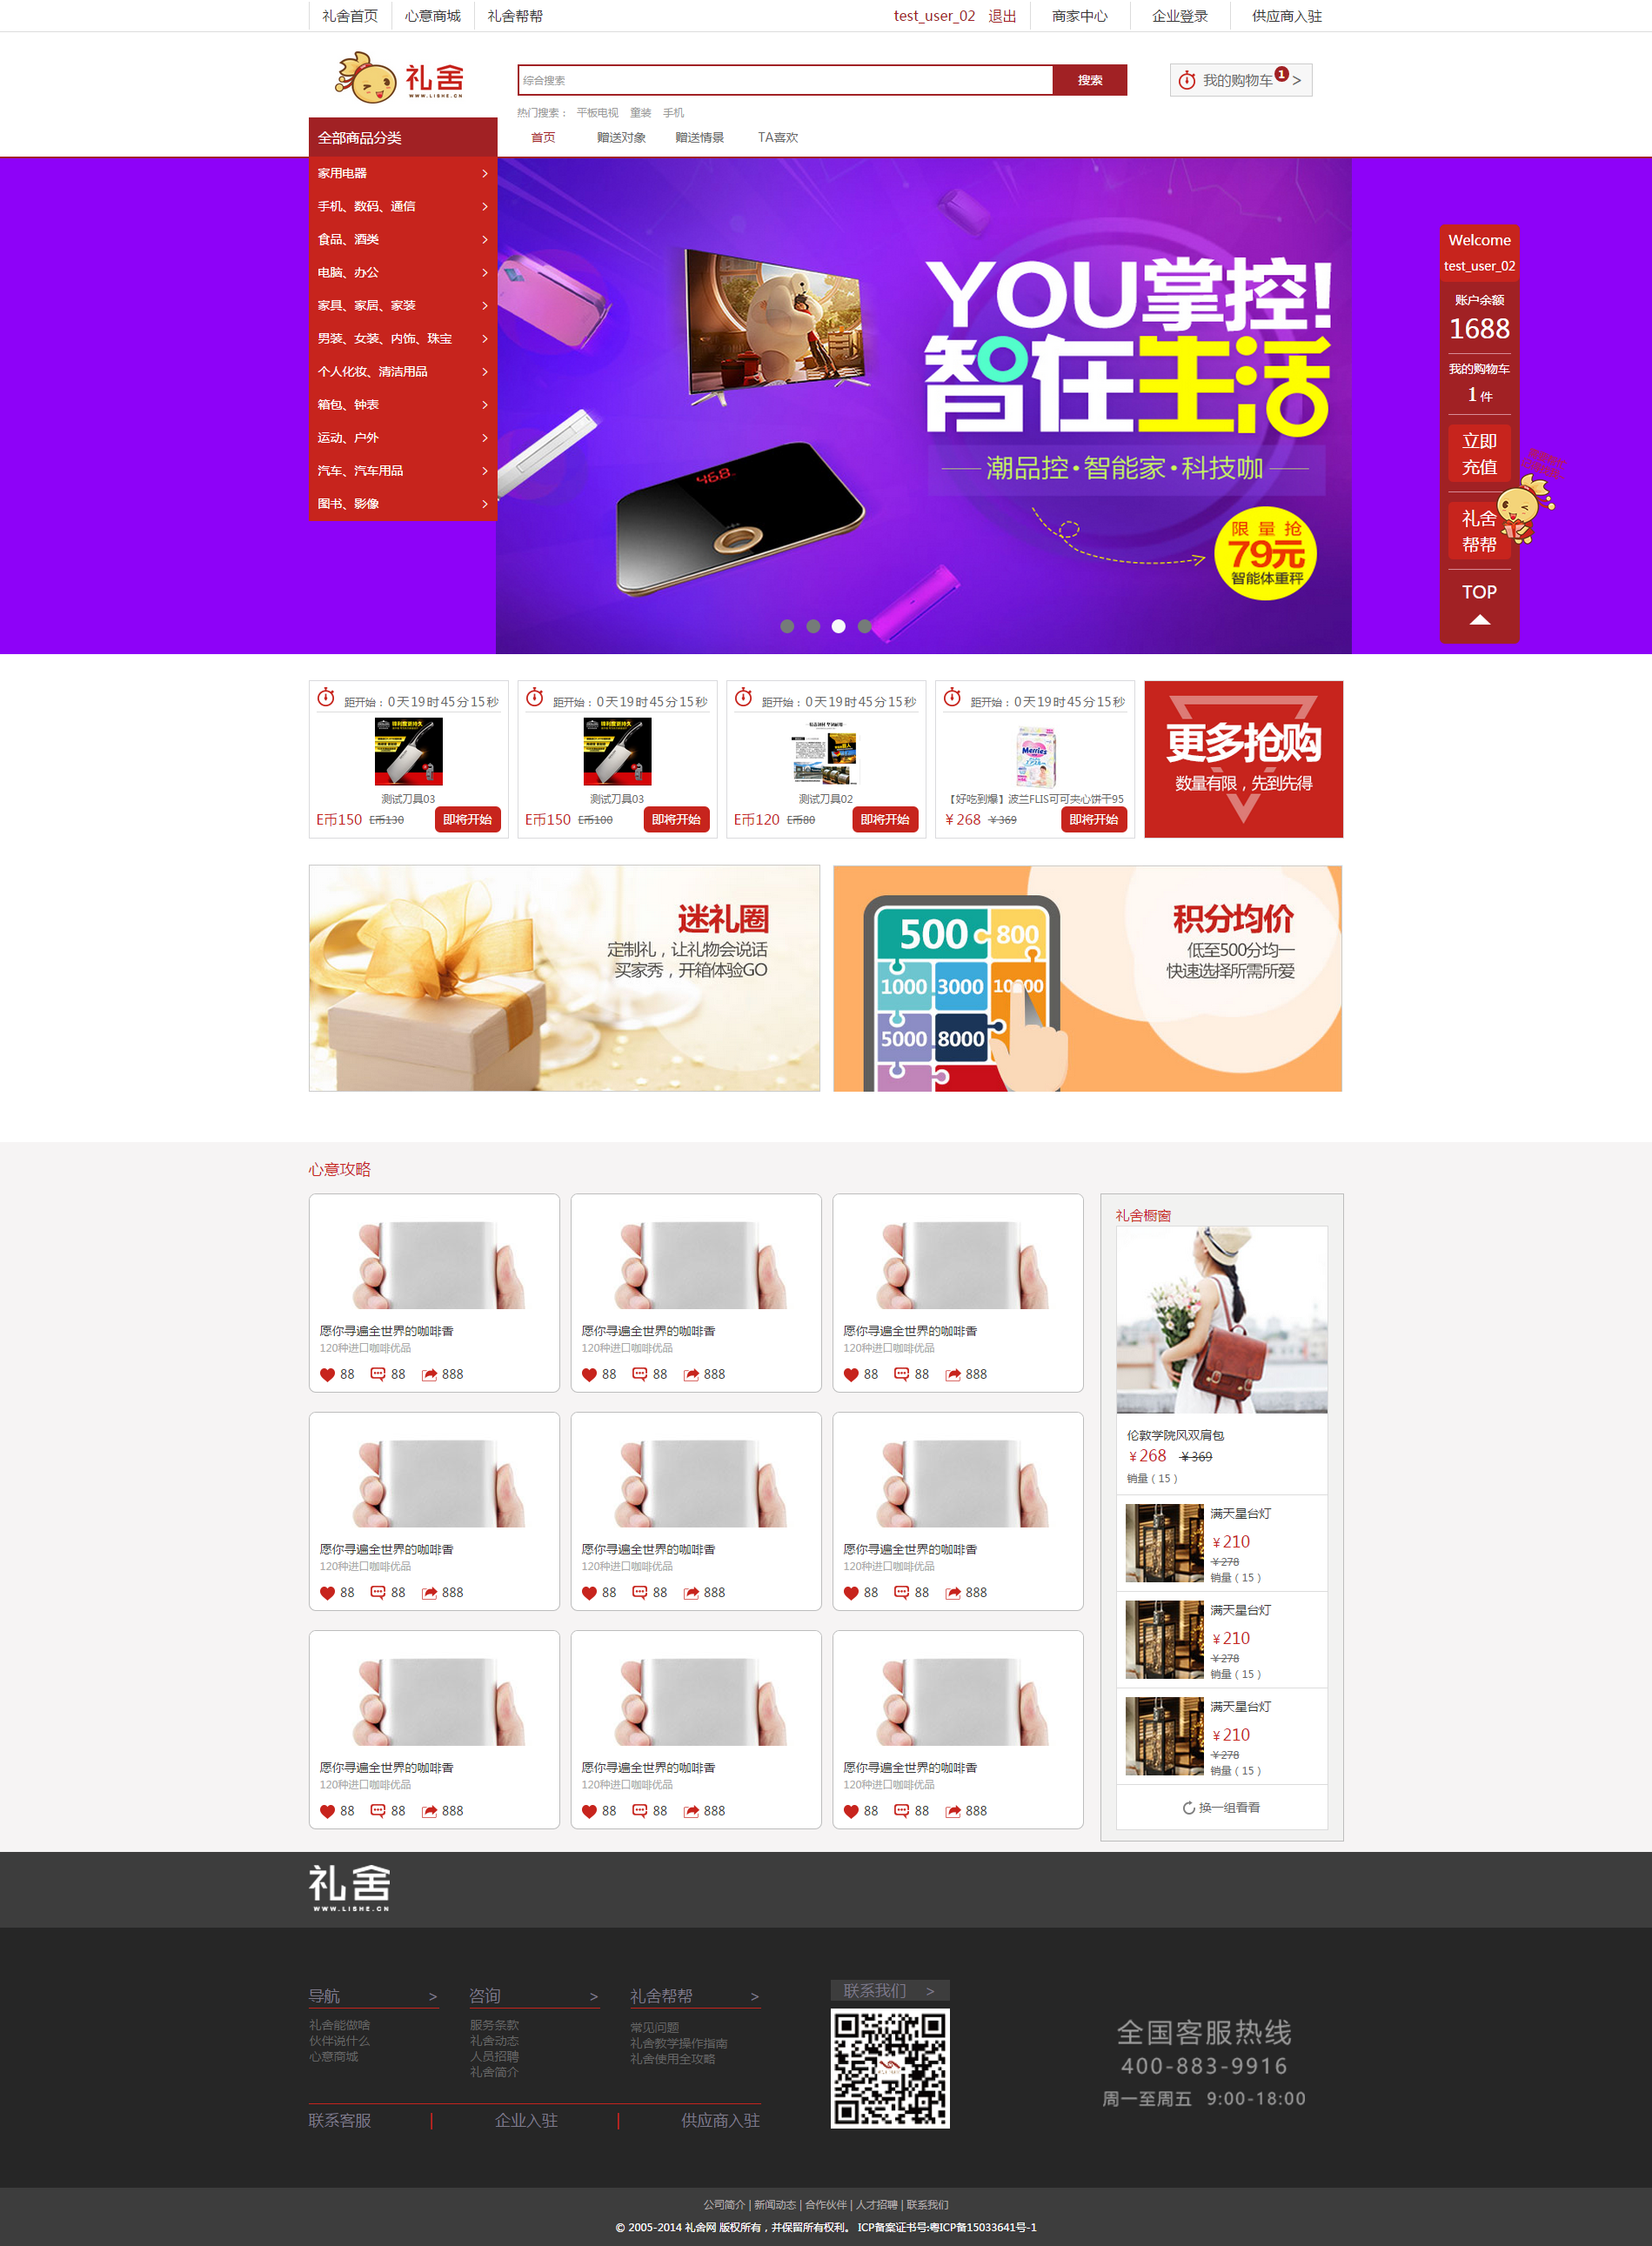 礼舍首页 心意商城 礼舍帮帮 test_user_02 退出 商家中心 企业登录 供应商入驻
礼舍
WWW.LISHE.CN
综合搜索 搜索
我的购物车 1 >
热门搜索： 平板电视 童装 手机
全部商品分类 首页 赠送对象 赠送情景 TA喜欢
家用电器
手机、数码、通信
食品、酒类
电脑、办公
家具、家居、家装
男装、女装、内饰、珠宝
个人化妆、清洁用品
箱包、钟表
运动、户外
汽车、汽车用品
图书、影像
YOU掌控!
智在生活
潮品控·智能家·科技咖
限量抢
79元
智能体重秤
46.8
Welcome
test_user_02
账户余额
1688
我的购物车
1 件
立即
充值
礼舍
帮帮
TOP
距开始：0天19时45分15秒
测试刀具03
E币150 E币130 即将开始
距开始：0天19时45分15秒
测试刀具03
E币150 E币100 即将开始
距开始：0天19时45分15秒
测试刀具02
E币120 E币80 即将开始
距开始：0天19时45分15秒
Merries
【好吃到爆】波兰FLIS可可夹心饼干95
￥268 ￥369 即将开始
更多抢购
数量有限，先到先得
迷礼圈
定制礼，让礼物会说话
买家秀，开箱体验GO
积分均价
低至500分均一
快速选择所需所爱
500 800
1000 3000 10000
5000 8000
心意攻略
愿你寻遍全世界的咖啡香
120种进口咖啡优品
88 88 888
愿你寻遍全世界的咖啡香
120种进口咖啡优品
88 88 888
愿你寻遍全世界的咖啡香
120种进口咖啡优品
88 88 888
愿你寻遍全世界的咖啡香
120种进口咖啡优品
88 88 888
愿你寻遍全世界的咖啡香
120种进口咖啡优品
88 88 888
愿你寻遍全世界的咖啡香
120种进口咖啡优品
88 88 888
愿你寻遍全世界的咖啡香
120种进口咖啡优品
88 88 888
愿你寻遍全世界的咖啡香
120种进口咖啡优品
88 88 888
愿你寻遍全世界的咖啡香
120种进口咖啡优品
88 88 888
礼舍橱窗
伦敦学院风双肩包
￥268 ￥369
销量（15）
满天星台灯
￥210
￥278
销量（15）
满天星台灯
￥210
￥278
销量（15）
满天星台灯
￥210
￥278
销量（15）
换一组看看
礼舍
WWW.LISHE.CN
导航 >
礼舍能做啥
伙伴说什么
心意商城
咨询 >
服务条款
礼舍动态
人员招聘
礼舍简介
礼舍帮帮 >
常见问题
礼舍教学操作指南
礼舍使用全攻略
联系客服 | 企业入驻 | 供应商入驻
联系我们 >
全国客服热线
400-883-9916
周一至周五 9:00-18:00
公司简介 | 新闻动态 | 合作伙伴 | 人才招聘 | 联系我们
© 2005-2014 礼舍网 版权所有，并保留所有权利。 ICP备案证书号:粤ICP备15033641号-1